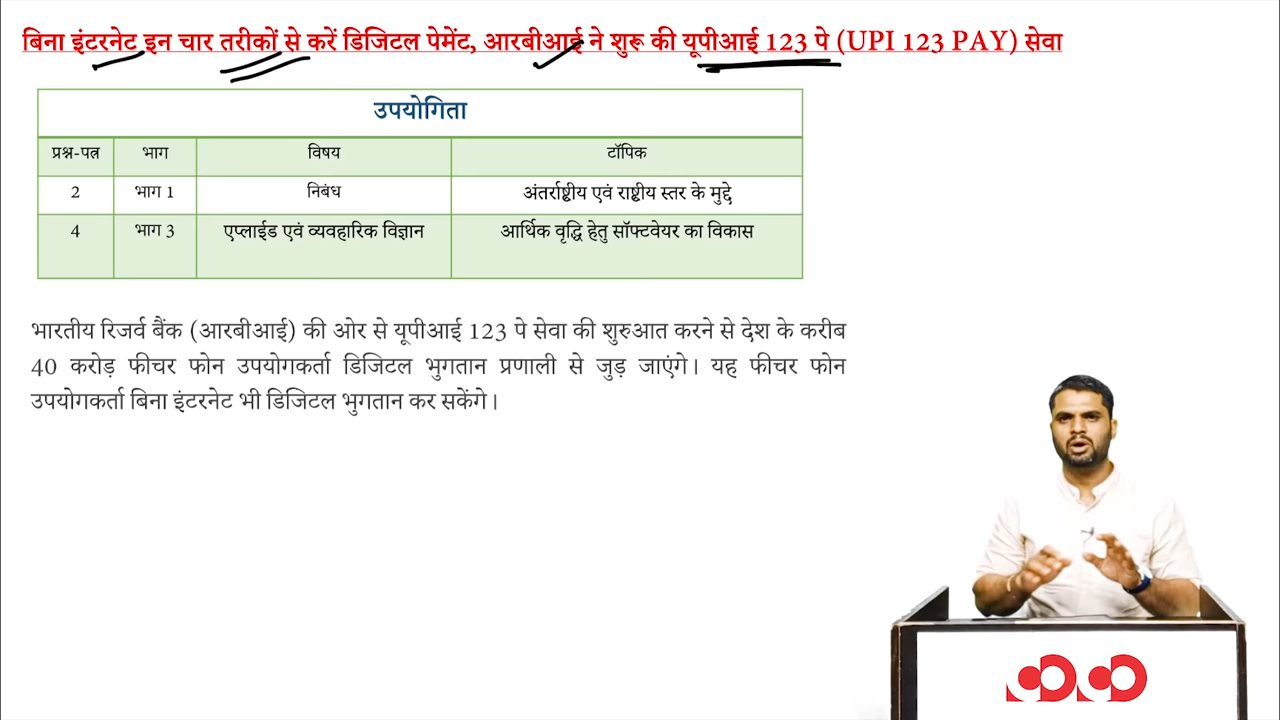 बिना इंटरनेट इन चार तरीकों से करें डिजिटल पेमेंट, आरबीआई ने शुरू की यूपीआई 123 पे (UPI 123 PAY) सेवा
उपयोगिता
प्रश्न-पत्र भाग विषय टॉपिक
2 भाग 1 निबंध अंतर्राष्ट्रीय एवं राष्ट्रीय स्तर के मुद्दे
4 भाग 3 एप्लाईड एवं व्यवहारिक विज्ञान आर्थिक वृद्धि हेतु सॉफ्टवेयर का विकास
भारतीय रिजर्व बैंक (आरबीआई) की ओर से यूपीआई 123 पे सेवा की शुरुआत करने से देश के करीब
40 करोड़ फीचर फोन उपयोगकर्ता डिजिटल भुगतान प्रणाली से जुड़ जाएंगे। यह फीचर फोन
उपयोगकर्ता बिना इंटरनेट भी डिजिटल भुगतान कर सकेंगे।